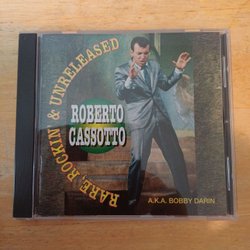 RARE, ROCKIN & UNRELEASED
ROBERTO
CASSOTTO
A.K.A. BOBBY DARIN